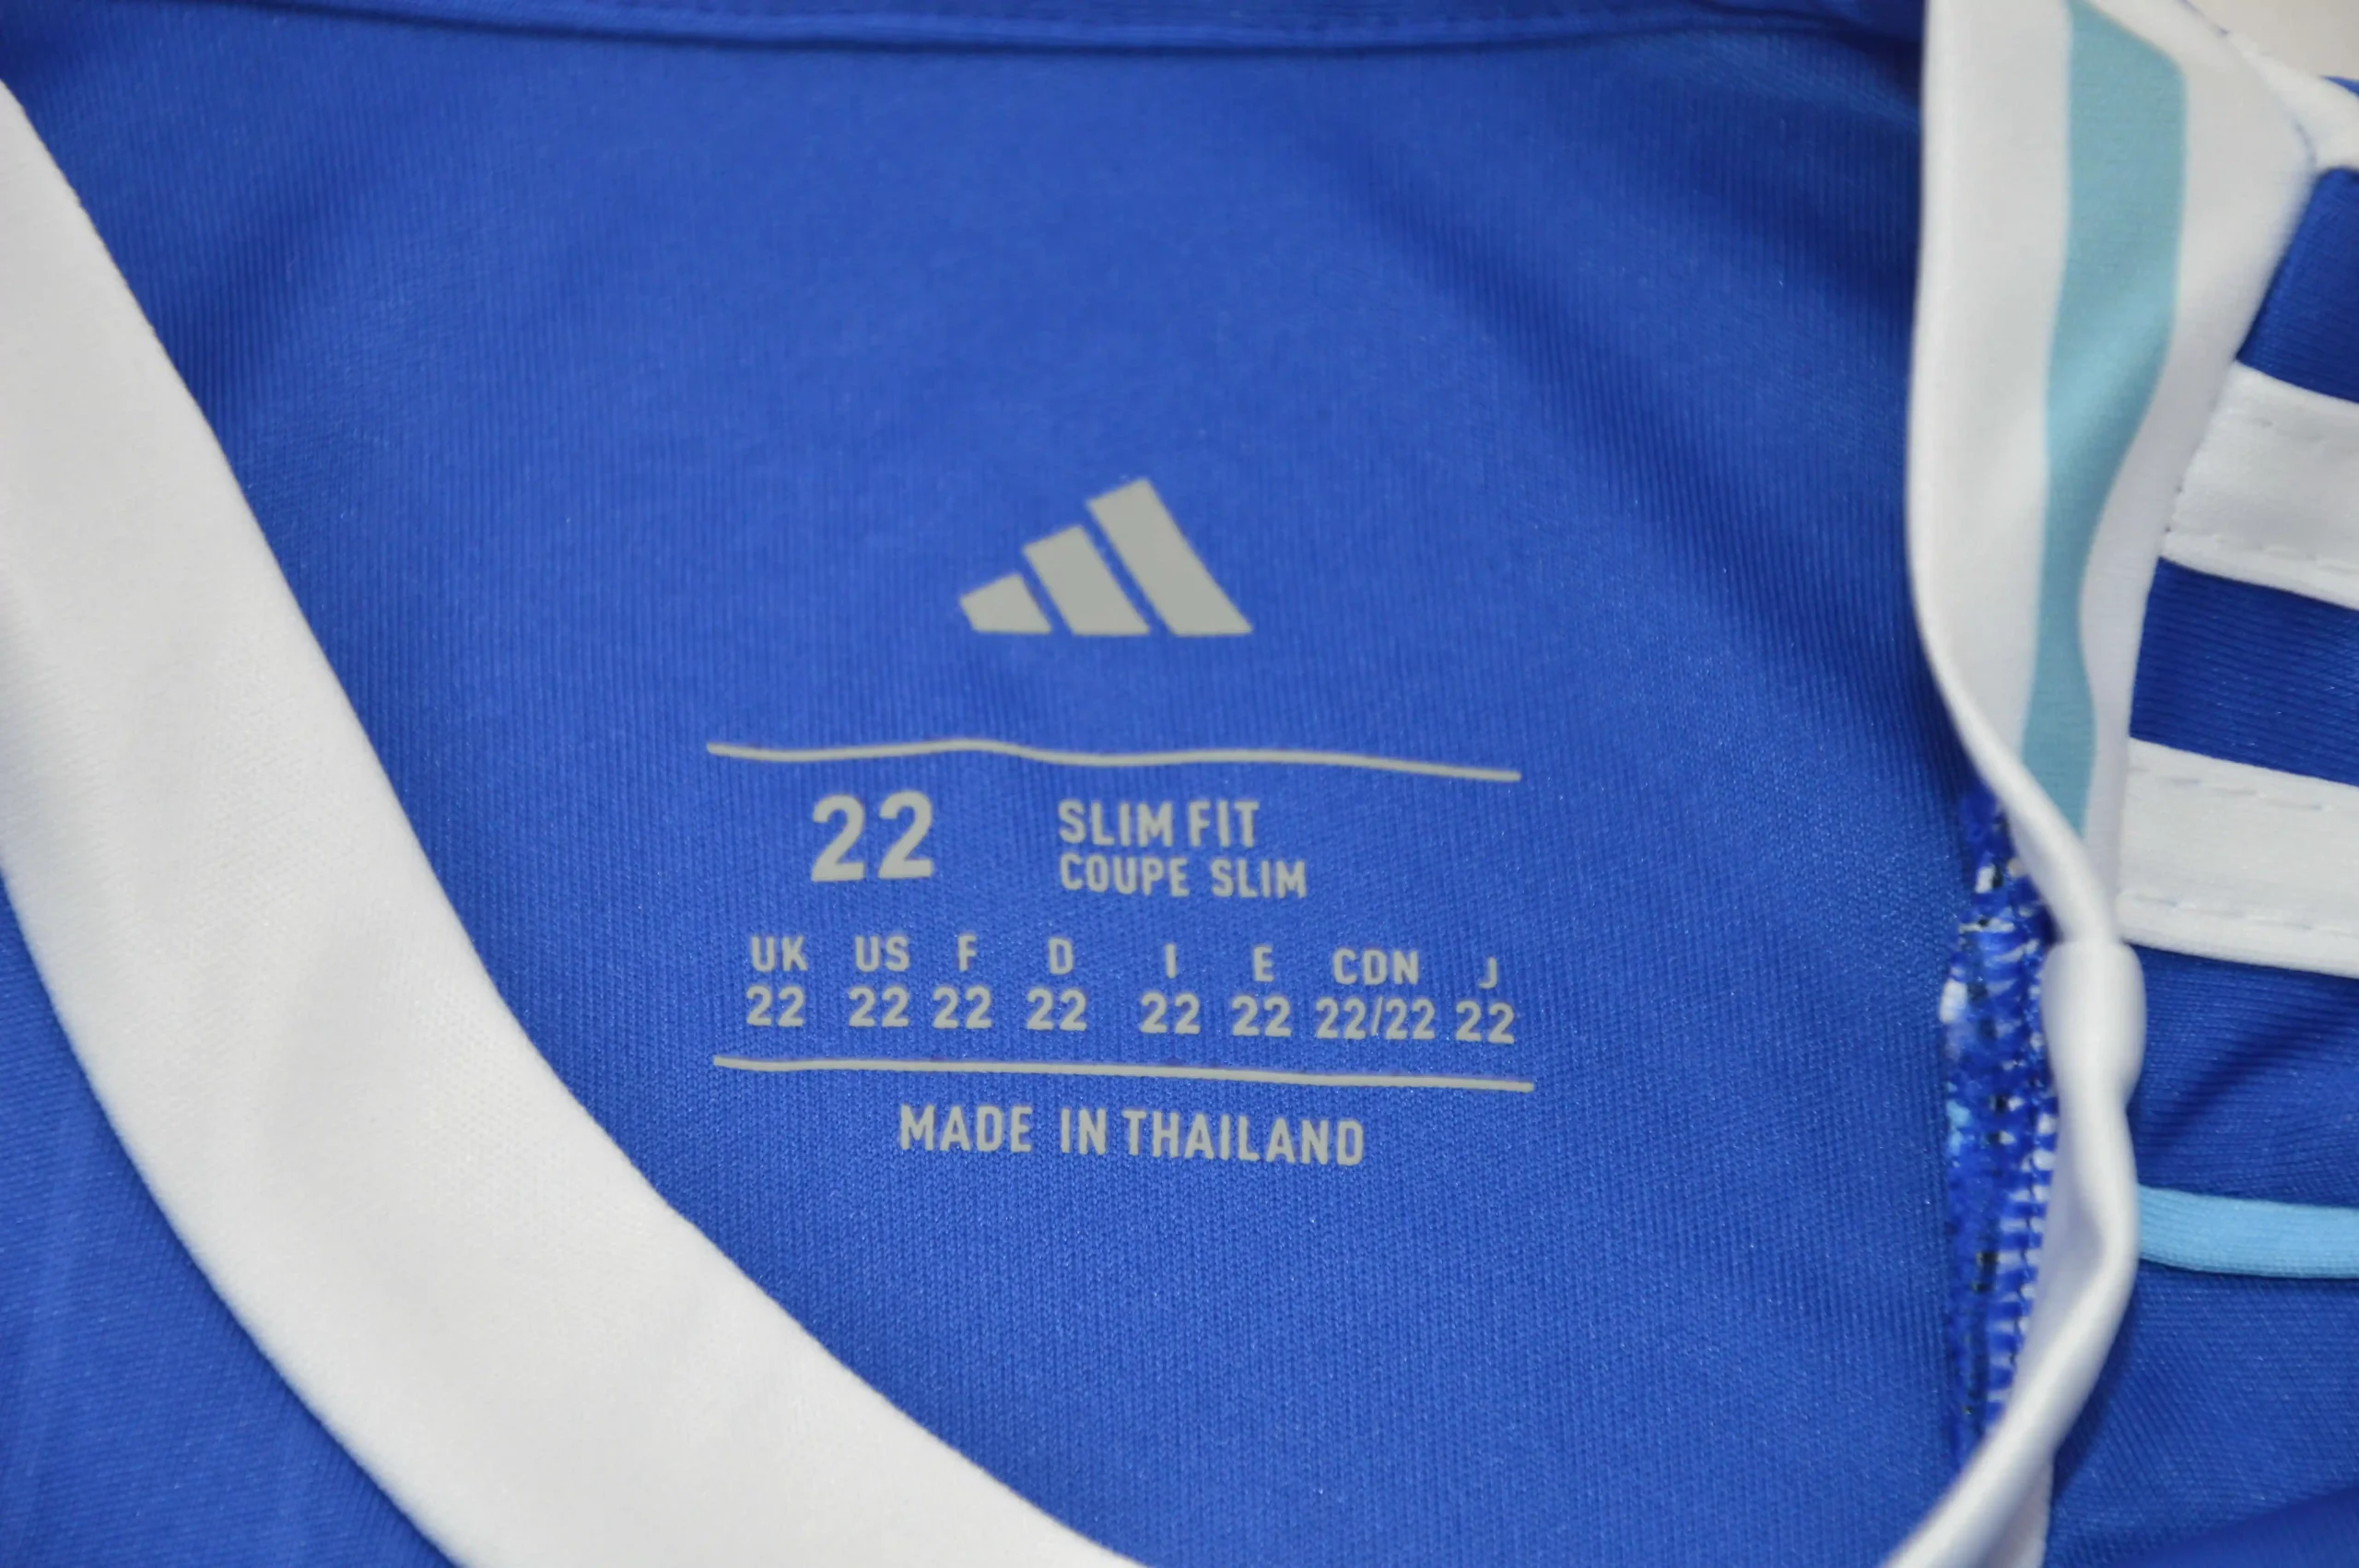 22
SLIM FIT
COUPE SLIM
UK US F D I E CDN J
22 22 22 22 22 22 22/22 22
MADE IN THAILAND